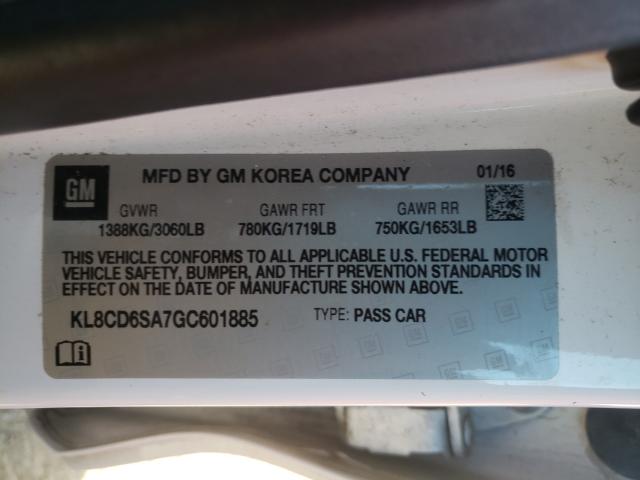 GM MFD BY GM KOREA COMPANY 01/16
GVWR GAWR FRT GAWR RR
1388KG/3060LB 780KG/1719LB 750KG/1653LB
THIS VEHICLE CONFORMS TO ALL APPLICABLE U.S. FEDERAL MOTOR
VEHICLE SAFETY, BUMPER, AND THEFT PREVENTION STANDARDS IN
EFFECT ON THE DATE OF MANUFACTURE SHOWN ABOVE.
KL8CD6SA7GC601885 TYPE: PASS CAR